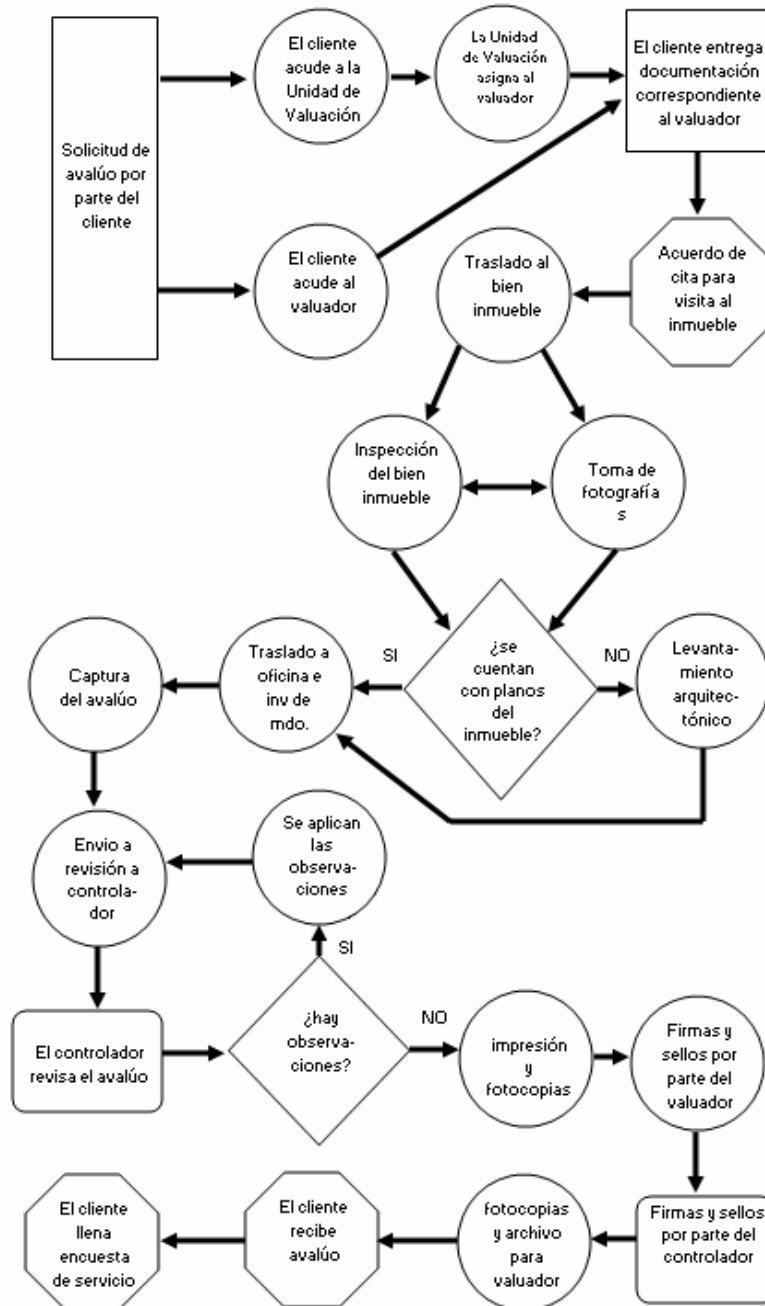 El cliente
acude a la
Unidad de
Valuación
La Unidad
de Valuación
asigna al
valuador
El cliente entrega
documentación
correspondiente
al valuador
Solicitud de
avalúo por
parte del
cliente
El cliente
acude al
valuador
Traslado al
bien
inmueble
Acuerdo de
cita para
visita al
inmueble
Inspección
del bien
inmueble
Toma de
fotografía
s
¿se
cuentan
con planos
del
inmueble?
SI
NO
Levanta-
miento
arquitec-
tónico
Traslado a
oficina e
inv de
mdo.
Captura
del avalúo
Envio a
revisión a
controla-
dor
Se aplican
las
observa-
ciones
SI
El controlador
revisa el avalúo
¿hay
observa-
ciones?
NO
impresión
y
fotocopias
Firmas y
sellos por
parte del
valuador
Firmas y sellos
por parte del
controlador
fotocopias
y archivo
para
valuador
El cliente
recibe
avalúo
El cliente
llena
encuesta
de servicio